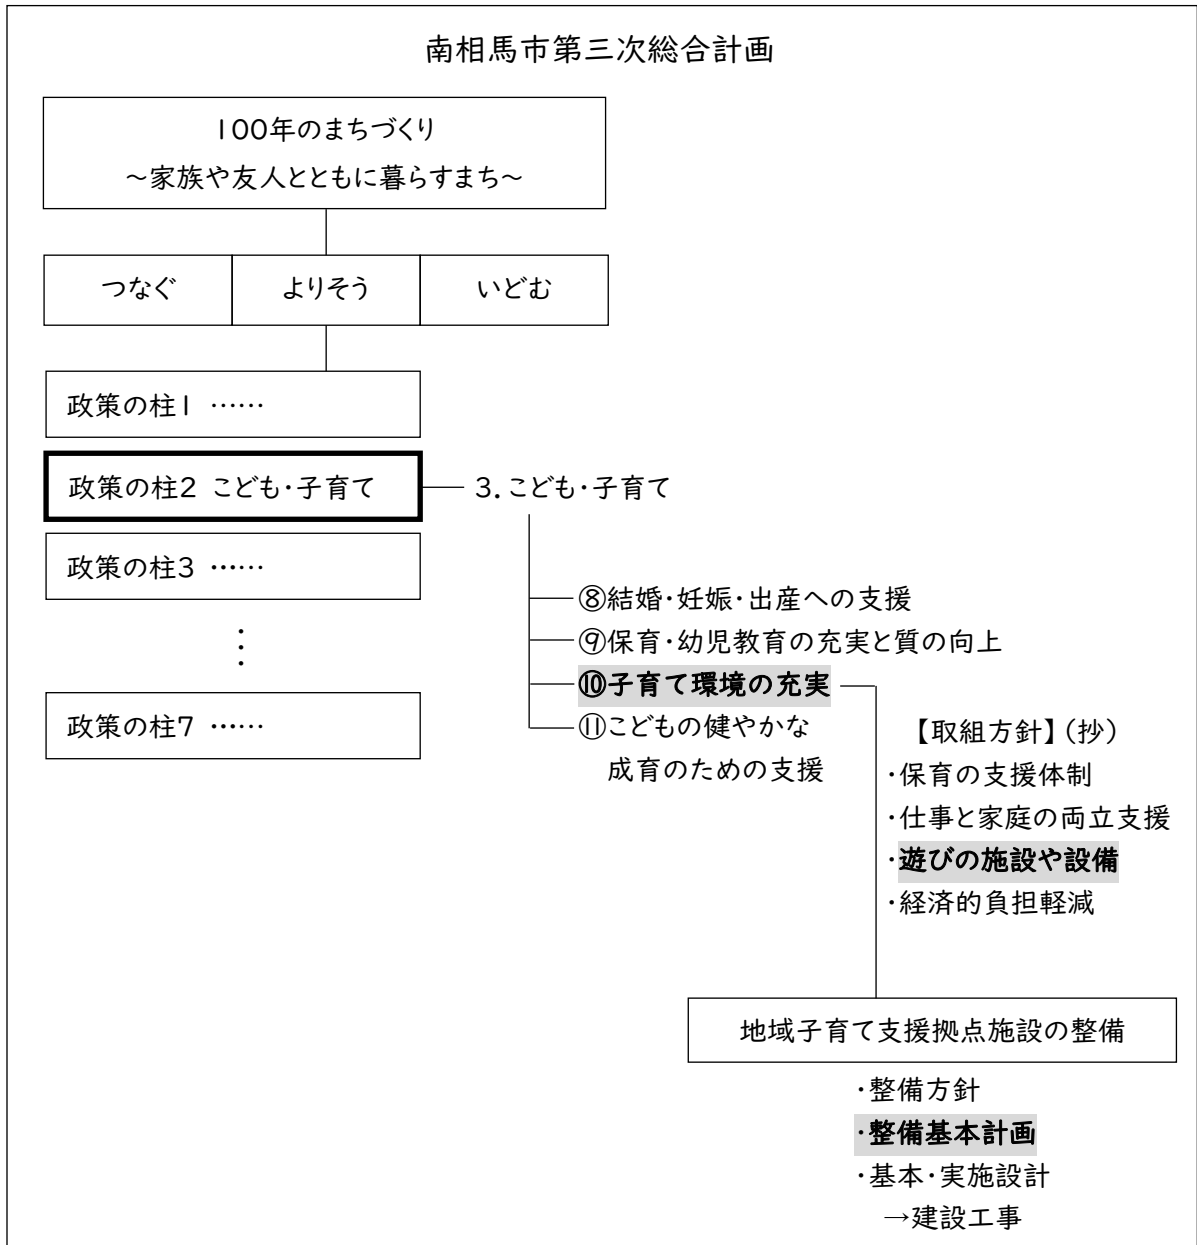 南相馬市第三次総合計画
100年のまちづくり
～家族や友人とともに暮らすまち～
つなぐ
よりそう
いどむ
政策の柱1 ……
政策の柱2 こども・子育て
3．こども・子育て
政策の柱3 ……
⋮
政策の柱7 ……
⑧結婚・妊娠・出産への支援
⑨保育・幼児教育の充実と質の向上
⑩子育て環境の充実
⑪こどもの健やかな
成育のための支援
【取組方針】（抄）
・保育の支援体制
・仕事と家庭の両立支援
・遊びの施設や設備
・経済的負担軽減
地域子育て支援拠点施設の整備
・整備方針
・整備基本計画
・基本・実施設計
→建設工事